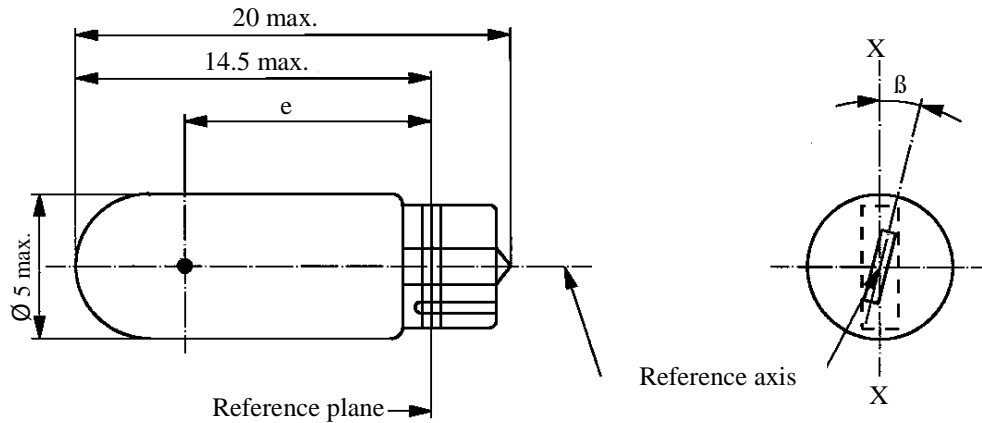 20 max.
14.5 max.
e
Ø 5 max.
Reference plane
Reference axis
X
ß
X